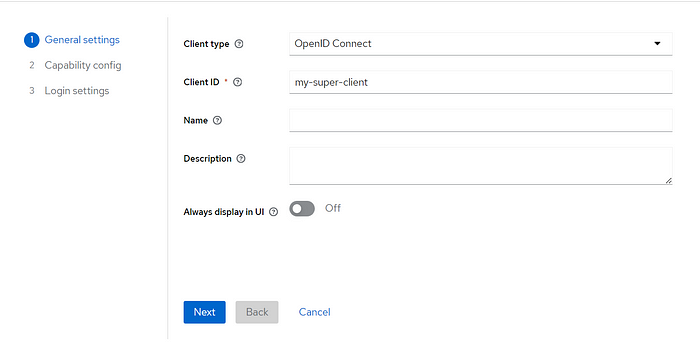 1 General settings
2 Capability config
3 Login settings
Client type OpenID Connect
Client ID * my-super-client
Name
Description
Always display in UI Off
Next Back Cancel